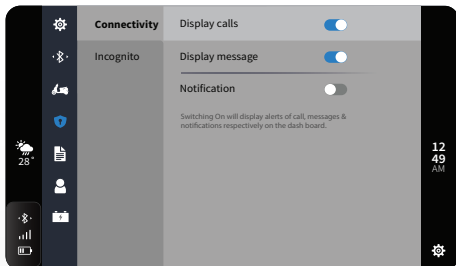 Connectivity
Incognito
Display calls
Display message
Notification
Switching On will display alerts of call, messages &
notifications respectively on the dash board.
28°
12
49
AM